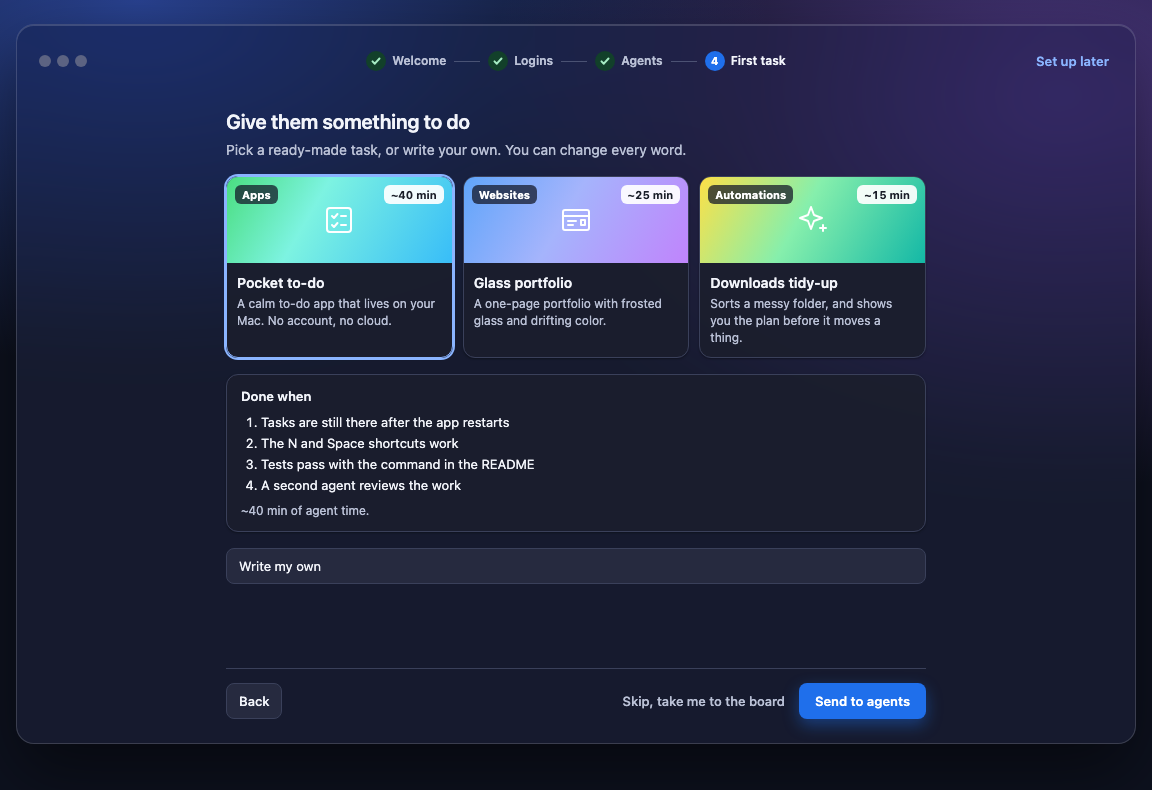 Welcome
Logins
Agents
4 First task
Set up later
Give them something to do
Pick a ready-made task, or write your own. You can change every word.
Apps
~40 min
Pocket to-do
A calm to-do app that lives on your
Mac. No account, no cloud.
Websites
~25 min
Glass portfolio
A one-page portfolio with frosted
glass and drifting color.
Automations
~15 min
Downloads tidy-up
Sorts a messy folder, and shows
you the plan before it moves a
thing.
Done when
1. Tasks are still there after the app restarts
2. The N and Space shortcuts work
3. Tests pass with the command in the README
4. A second agent reviews the work
~40 min of agent time.
Write my own
Back
Skip, take me to the board
Send to agents